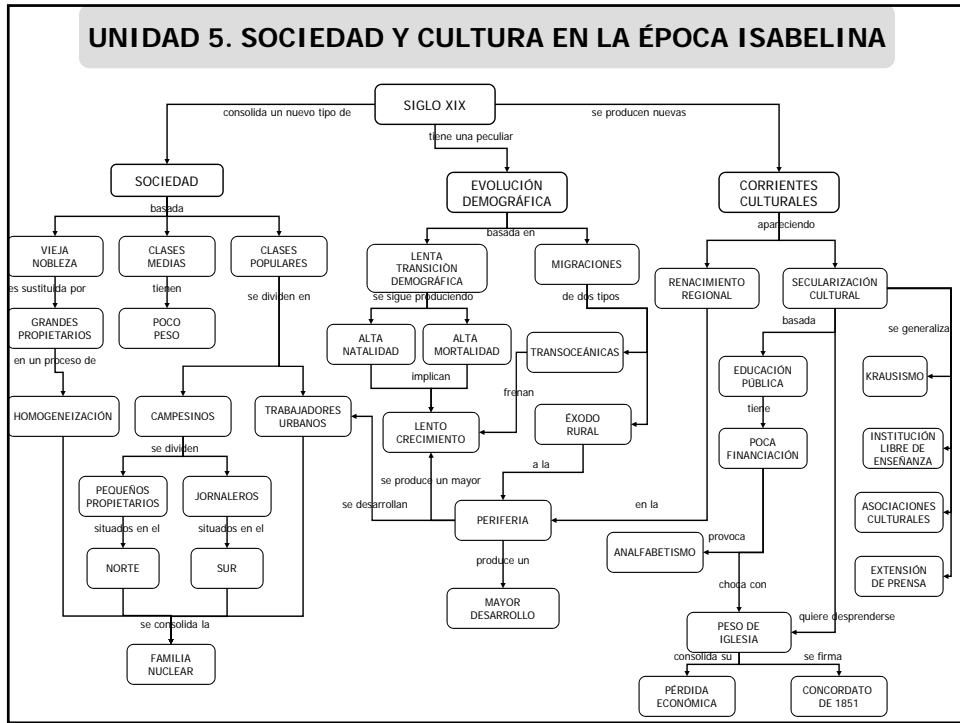 UNIDAD 5. SOCIEDAD Y CULTURA EN LA ÉPOCA ISABELINA
SIGLO XIX
consolida un nuevo tipo de
se producen nuevas
tiene una peculiar
SOCIEDAD
EVOLUCIÓN
DEMOGRÁFICA
CORRIENTES
CULTURALES
basada
basada en
apareciendo
VIEJA
NOBLEZA
CLASES
MEDIAS
CLASES
POPULARES
LENTA
TRANSICIÒN
DEMOGRÁFICA
MIGRACIONES
RENACIMIENTO
REGIONAL
SECULARIZACIÓN
CULTURAL
es sustituida por
tienen
se dividen en
se sigue produciendo
de dos tipos
basada
se generaliza
GRANDES
PROPIETARIOS
POCO
PESO
ALTA
NATALIDAD
ALTA
MORTALIDAD
TRANSOCEÁNICAS
en un proceso de
implican
frenan
EDUCACIÓN
PÚBLICA
KRAUSISMO
HOMOGENEIZACIÓN
CAMPESINOS
TRABAJADORES
URBANOS
LENTO
CRECIMIENTO
ÉXODO
RURAL
tiene
POCA
FINANCIACIÓN
INSTITUCIÓN
LIBRE DE
ENSEÑANZA
se dividen
a la
se produce un mayor
PEQUEÑOS
PROPIETARIOS
JORNALEROS
se desarrollan
PERIFERIA
en la
ASOCIACIONES
CULTURALES
situados en el
situados en el
provoca
ANALFABETISMO
NORTE
SUR
produce un
choca con
EXTENSIÓN
DE PRENSA
MAYOR
DESARROLLO
se consolida la
quiere desprenderse
PESO DE
IGLESIA
FAMILIA
NUCLEAR
consolida su
se firma
PÉRDIDA
ECONÓMICA
CONCORDATO
DE 1851